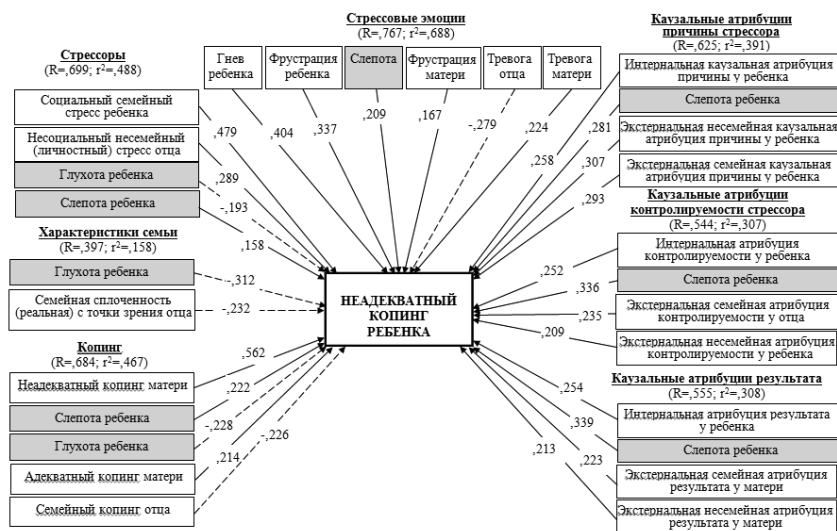 Стрессоры
(R=,699; r²=,488)
Социальный семейный
стресс ребенка
Несоциальный несемейный
(личностный) стресс отца
Глухота ребенка
Слепота ребенка
,479
,289
-,193
,158
Характеристики семьи
(R=,397; r²=,158)
Глухота ребенка
Семейная сплоченность
(реальная) с точки зрения отца
-,312
-,232
Копинг
(R=,684; r²=,467)
Неадекватный копинг матери
Слепота ребенка
Глухота ребенка
Адекватный копинг матери
Семейный копинг отца
,562
,222
-,228
,214
-,226
Стрессовые эмоции
(R=,767; r²=,688)
Гнев
ребенка
Фрустрация
ребенка
Слепота
Фрустрация
матери
Тревога
отца
Тревога
матери
,404
,337
,209
,167
-,279
,224
НЕАДЕКВАТНЫЙ
КОПИНГ
РЕБЕНКА
Каузальные атрибуции
причины стрессора
(R=,625; r²=,391)
Интернальная каузальная атрибуция
причины у ребенка
Слепота ребенка
Экстернальная несемейная каузальная
атрибуция причины у ребенка
Экстернальная семейная каузальная
атрибуция причины у ребенка
,258
,281
,307
,293
Каузальные атрибуции
контролируемости стрессора
(R=,544; r²=,307)
Интернальная атрибуция
контролируемости у ребенка
Слепота ребенка
Экстернальная семейная атрибуция
контролируемости у отца
Экстернальная несемейная атрибуция
контролируемости у ребенка
,252
,336
,235
,209
Каузальные атрибуции результата
(R=,555; r²=,308)
Интернальная атрибуция результата
у ребенка
Слепота ребенка
Экстернальная семейная атрибуция
результата у матери
Экстернальная несемейная атрибуция
результата у матери
,254
,339
,223
,213